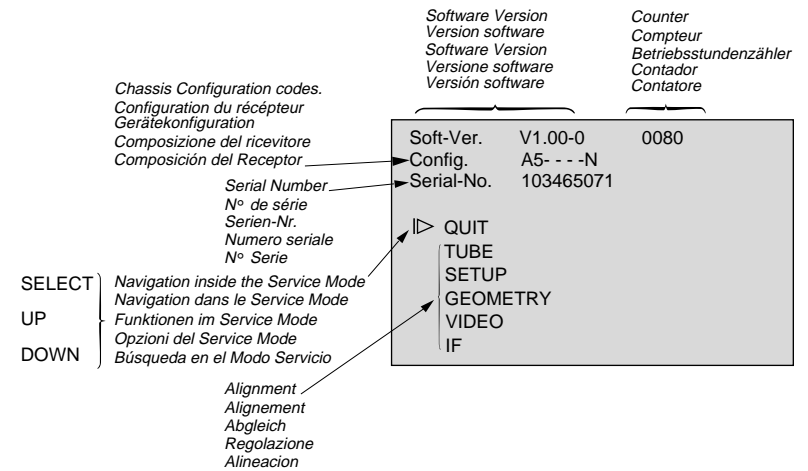 Software Version
Version software
Software Version
Versione software
Versión software
Counter
Compteur
Betriebsstundenzähler
Contador
Contatore
Chassis Configuration codes.
Configuration du récépteur
Gerätekonfiguration
Composizione del ricevitore
Composición del Receptor
Serial Number
Nº de série
Serien-Nr.
Numero seriale
Nº Serie
Soft-Ver. V1.00-0 0080
Config. A5- - - -N
Serial-No. 103465071
QUIT
TUBE
SETUP
GEOMETRY
VIDEO
IF
SELECT
UP
DOWN
Navigation inside the Service Mode
Navigation dans le Service Mode
Funktionen im Service Mode
Opzioni del Service Mode
Búsqueda en el Modo Servicio
Alignment
Alignement
Abgleich
Regolazione
Alineacion